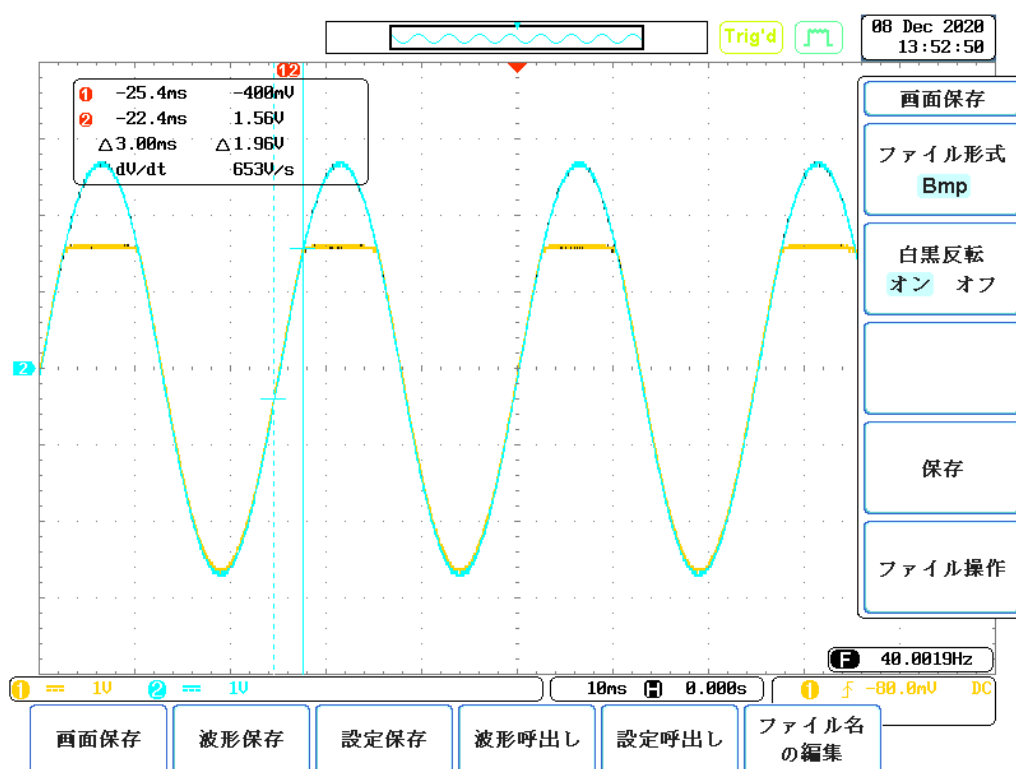 Trig'd
08 Dec 2020
13:52:50
12
1 -25.4ms -400mV
2 -22.4ms 1.56V
△3.00ms △1.96V
dV/dt 653V/s
2
画面保存
ファイル形式
Bmp
白黒反転
オン オフ
保存
ファイル操作
F 40.0019Hz
1 1V 2 1V
10ms H 0.000s
1 -80.0mV DC
画面保存
波形保存
設定保存
波形呼出し
設定呼出し
ファイル名
の編集